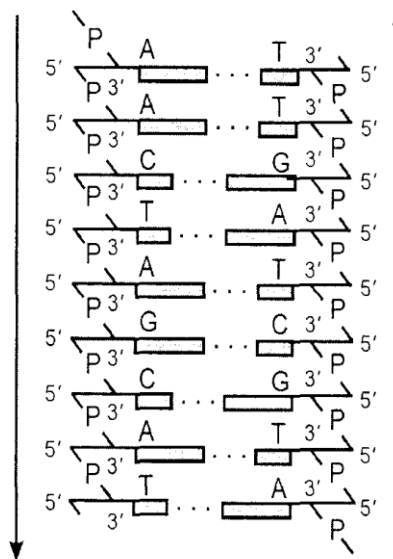 P
A T 3′
5′ 5′
P 3′ P
A T 3′
5′ 5′
P 3′ P
C G 3′
5′ 5′
P 3′ P
T A 3′
5′ 5′
P 3′ P
A T 3′
5′ 5′
P 3′ P
G C 3′
5′ 5′
P 3′ P
C G 3′
5′ 5′
P 3′ P
A T 3′
5′ 5′
P 3′ P
T A 3′
5′ 5′
3′ P